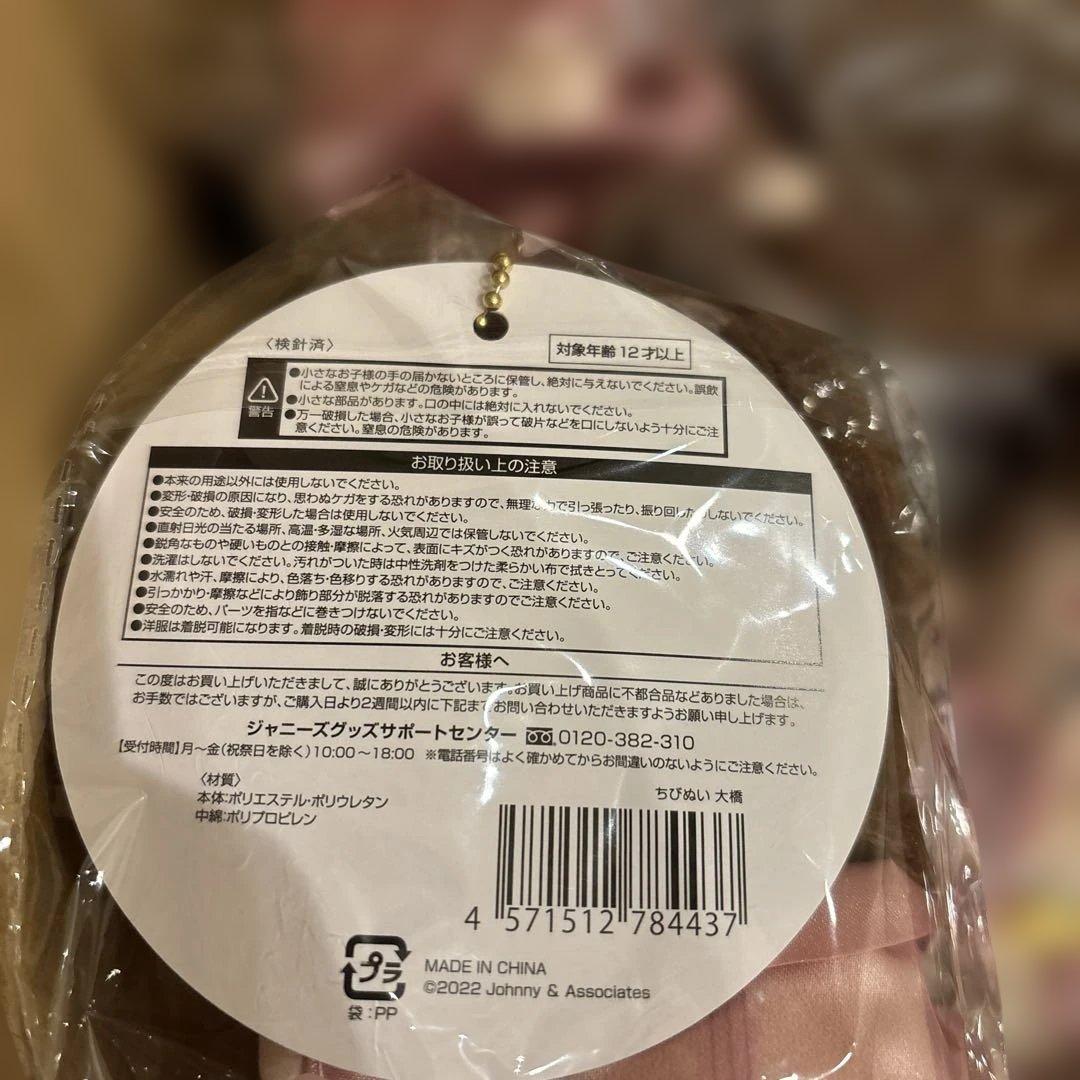 〈検針済〉
対象年齢12才以上
警告
●小さなお子様の手の届かないところに保管し、絶対に与えないでください。誤飲
による窒息やケガなどの危険があります。
●小さな部品があります。口の中には絶対に入れないでください。
●万一破損した場合、小さなお子様が誤って破片などを口にしないよう十分にご注
意ください。窒息の危険があります。
お取り扱い上の注意
●本来の用途以外には使用しないでください。
●変形・破損の原因になり、思わぬケガをする恐れがありますので、無理な力で引っ張ったり、振り回したりしないでください。
●安全のため、破損・変形した場合は使用しないでください。
●直射日光の当たる場所、高温・多湿な場所、火気周辺では保管しないでください。
●鋭角なものや硬いものとの接触・摩擦によって、表面にキズがつく恐れがありますので、ご注意ください。
●洗濯はしないでください。汚れがついた時は中性洗剤をつけた柔らかい布で拭きとってください。
●水濡れや汗、摩擦により、色落ち・色移りする恐れがありますので、ご注意ください。
●引っかかり・摩擦などにより飾り部分が脱落する恐れがありますのでご注意ください。
●安全のため、パーツを指などに巻きつけないでください。
●洋服は着脱可能になります。着脱時の破損・変形には十分にご注意ください。
お客様へ
この度はお買い上げいただきまして、誠にありがとうございます。お買い上げ商品に不都合品などありました場合は、
お手数ではございますが、ご購入日より2週間以内に下記までお問い合わせいただきますようお願い申し上げます。
ジャニーズグッズサポートセンター 0120-382-310
【受付時間】月〜金(祝祭日を除く)10:00〜18:00 ※電話番号はよく確かめてからお間違いのないようにご注意ください。
〈材質〉
本体:ポリエステル・ポリウレタン
中綿:ポリプロピレン
ちびぬい 大橋
4 571512 784437
プラ
袋:PP
MADE IN CHINA
©2022 Johnny & Associates